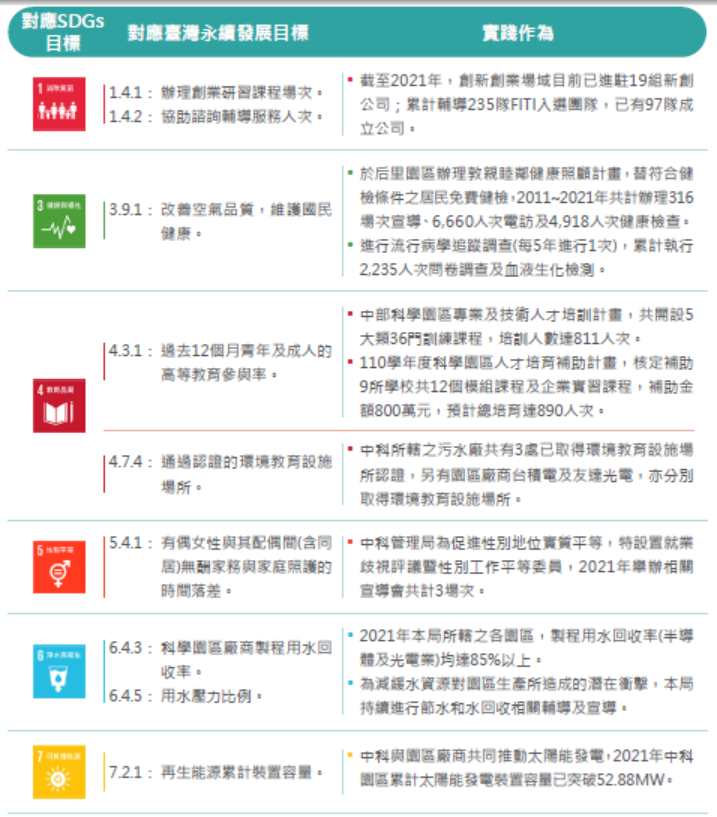 對應SDGs
目標
對應臺灣永續發展目標
實踐作為
1
1.4.1：辦理創業研習課程場次。
1.4.2：協助諮詢輔導服務人次。
▪ 截至2021年，創新創業場域目前已進駐19組新創
公司；累計輔導235隊FITI入選團隊，已有97隊成
立公司。
3
3.9.1：改善空氣品質，維護國民
健康。
▪ 於后里園區辦理敦親睦鄰健康照顧計畫，替符合健
檢條件之居民免費健檢，2011~2021年共計辦理316
場次宣導、6,660人次電訪及4,918人次健康檢查。
▪ 進行流行病學追蹤調查(每5年進行1次)，累計執行
2,235人次問卷調查及血液生化檢測。
4 教育品質
4.3.1：過去12個月青年及成人的
高等教育參與率。
▪ 中部科學園區專業及技術人才培訓計畫，共開設5
大類36門訓練課程，培訓人數達811人次。
▪ 110學年度科學園區人才培育補助計畫，核定補助
9所學校共12個模組課程及企業實習課程，補助金
額800萬元，預計總培育達890人次。
4.7.4：通過認證的環境教育設施
場所。
▪ 中科所轄之污水廠共有3處已取得環境教育設施場
所認證，另有園區廠商台積電及友達光電，亦分別
取得環境教育設施場所。
5 性別平等
5.4.1：有偶女性與其配偶間(含同
居)無酬家務與家庭照護的
時間落差。
▪ 中科管理局為促進性別地位實質平等，特設置就業
歧視評議暨性別工作平等委員，2021年舉辦相關
宣導會共計3場次。
6
6.4.3：科學園區廠商製程用水回
收率。
6.4.5：用水壓力比例。
▪ 2021年本局所轄之各園區，製程用水回收率(半導
體及光電業)均達85%以上。
▪ 為減緩水資源對園區生產所造成的潛在衝擊，本局
持續進行節水和水回收相關輔導及宣導。
7
7.2.1：再生能源累計裝置容量。
▪ 中科與園區廠商共同推動太陽能發電，2021年中科
園區累計太陽能發電裝置容量已突破52.88MW。